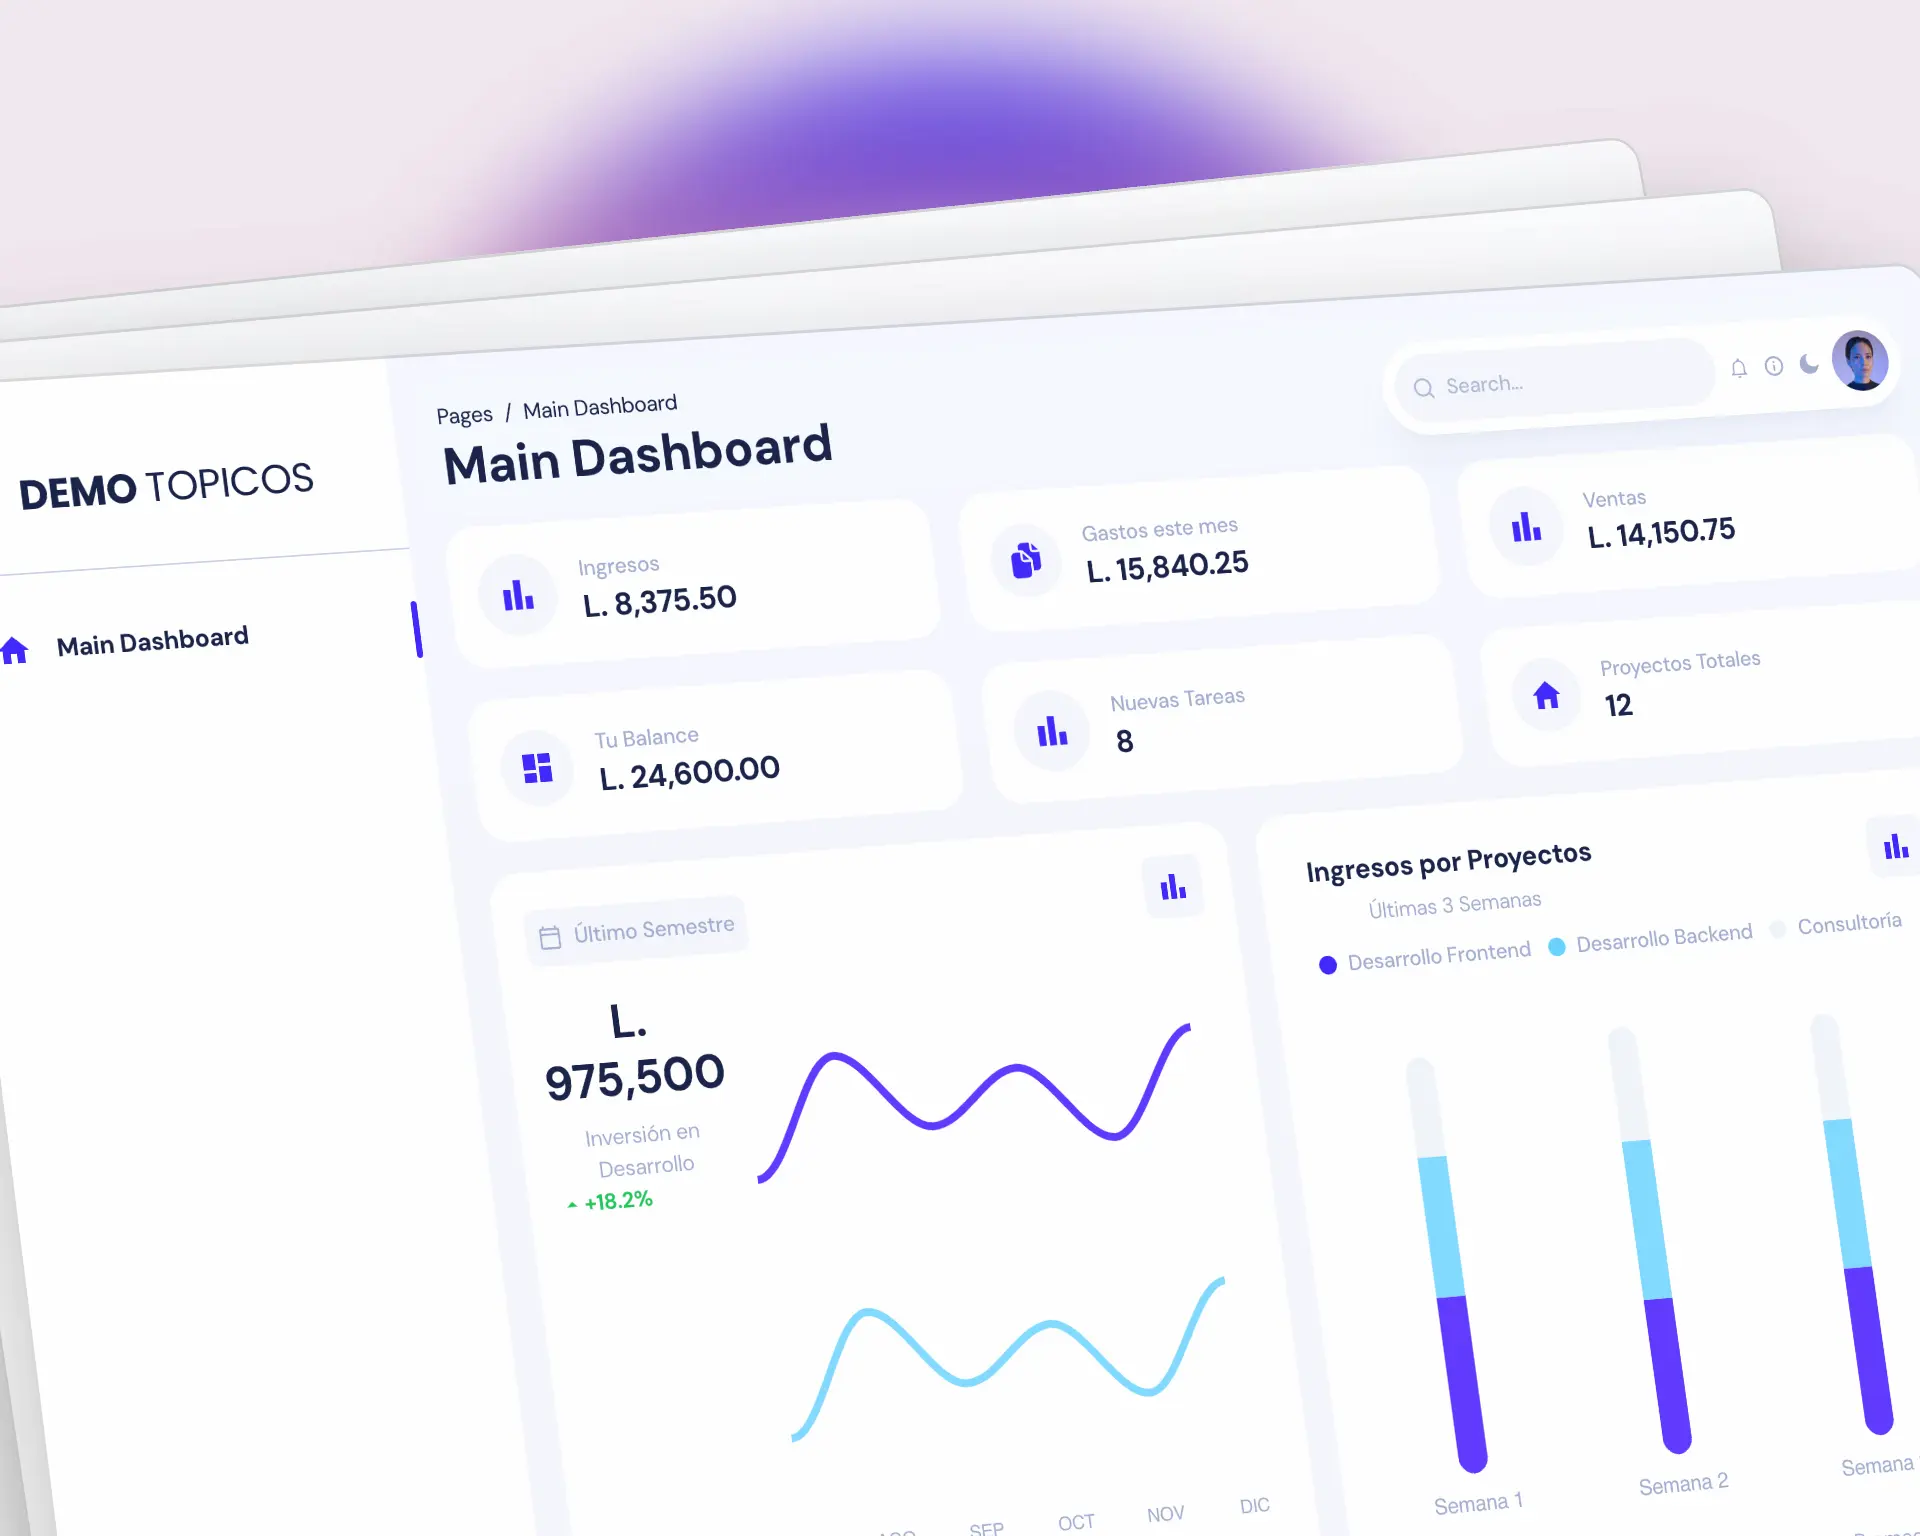 Pages / Main Dashboard
Main Dashboard
Search...
DEMO TOPICOS
Main Dashboard
Ingresos
L. 8,375.50
Gastos este mes
L. 15,840.25
Ventas
L. 14,150.75
Tu Balance
L. 24,600.00
Nuevas Tareas
8
Proyectos Totales
12
Último Semestre
L.
975,500
Inversión en
Desarrollo
+18.2%
SEP OCT NOV DIC
Ingresos por Proyectos
Últimas 3 Semanas
Desarrollo Frontend Desarrollo Backend Consultoría
Semana 1 Semana 2 Semana